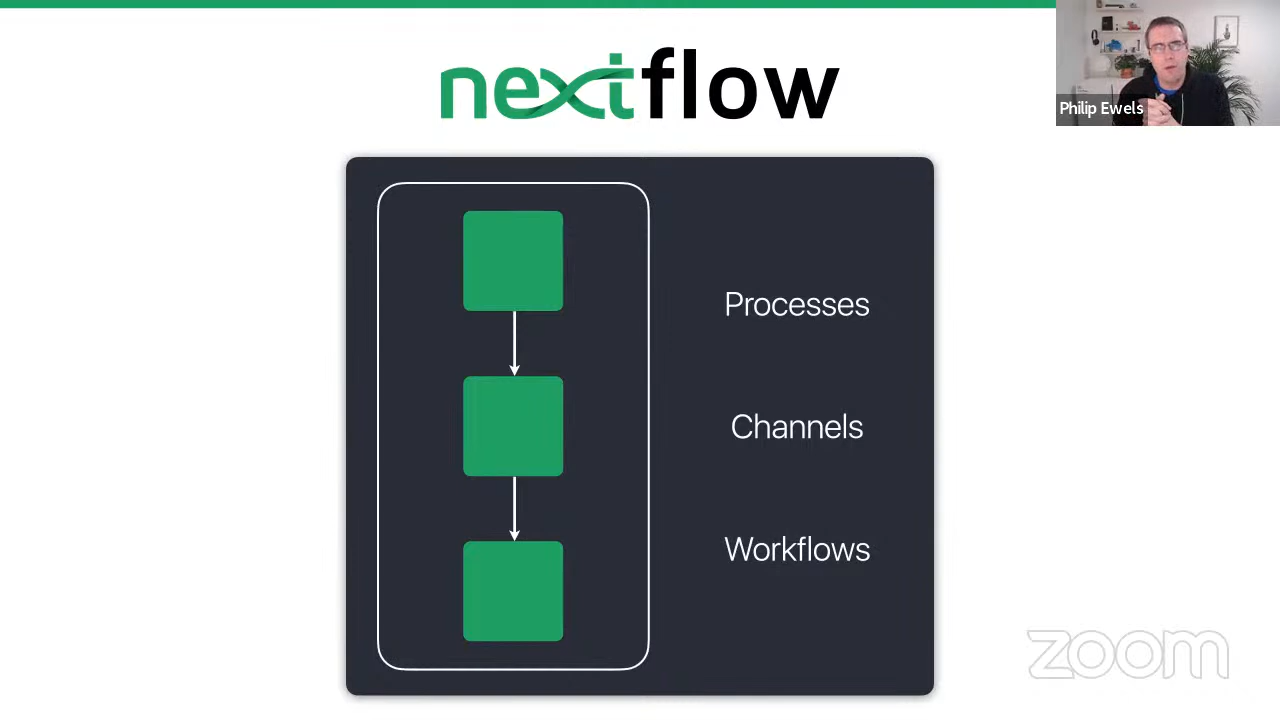 nextflow
Philip Ewels
Processes
Channels
Workflows
zoom